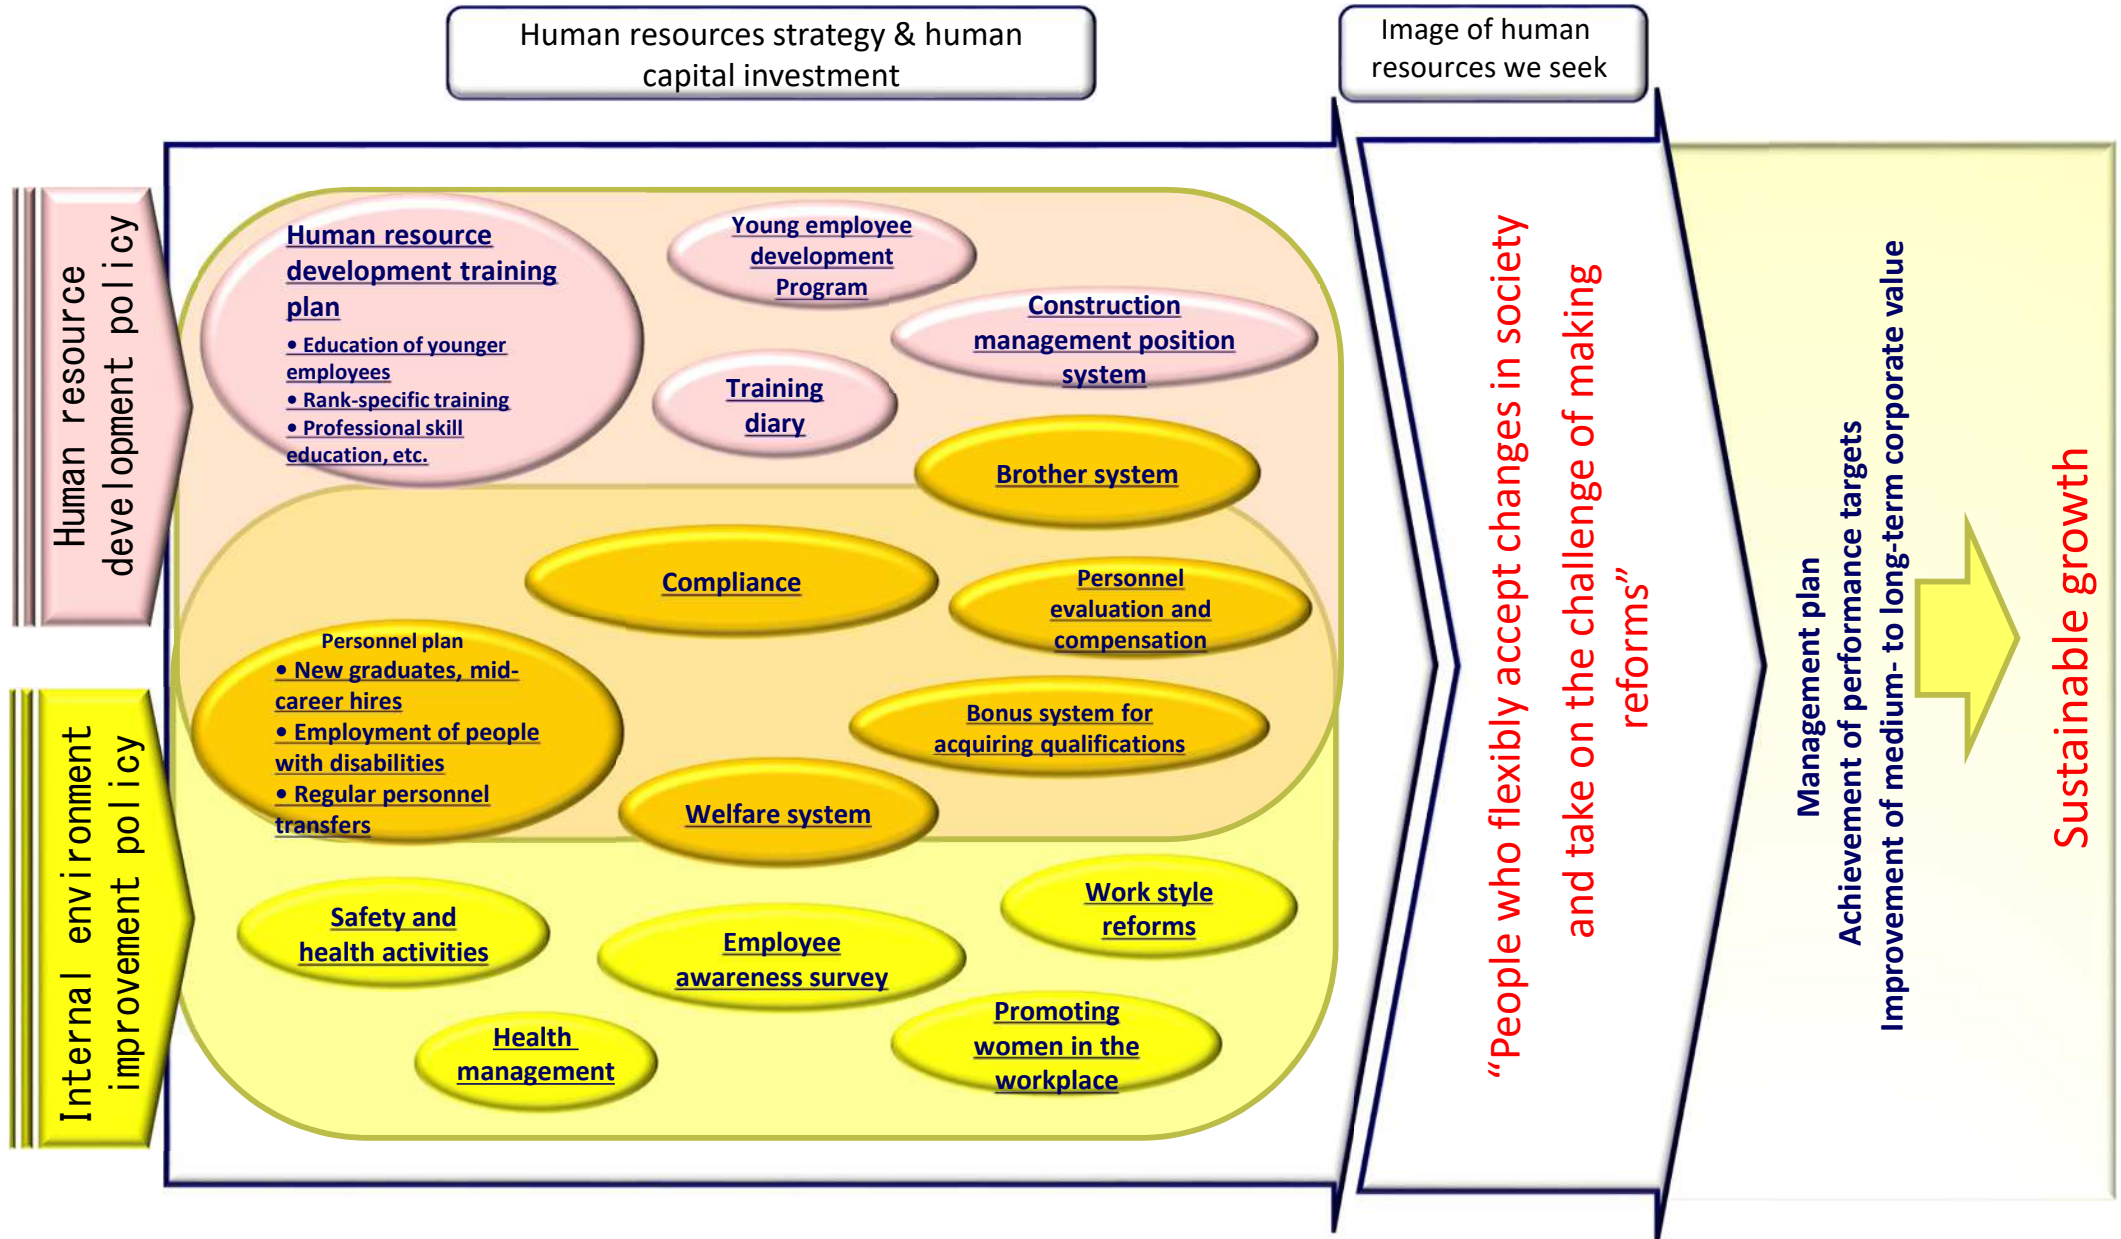 Human resources strategy & human
capital investment
Image of human
resources we seek
Human resource
development policy
Human resource
development training
plan
• Education of younger
employees
• Rank-specific training
• Professional skill
education, etc.
Young employee
development
Program
Construction
management position
system
Training
diary
Brother system
Compliance
Personnel
evaluation and
compensation
Personnel plan
• New graduates, mid-
career hires
• Employment of people
with disabilities
• Regular personnel
transfers
Bonus system for
acquiring qualifications
Welfare system
Internal environment
improvement policy
Safety and
health activities
Employee
awareness survey
Work style
reforms
Health
management
Promoting
women in the
workplace
“People who flexibly accept changes in society
and take on the challenge of making
reforms”
Management plan
Achievement of performance targets
Improvement of medium- to long-term corporate value
Sustainable growth